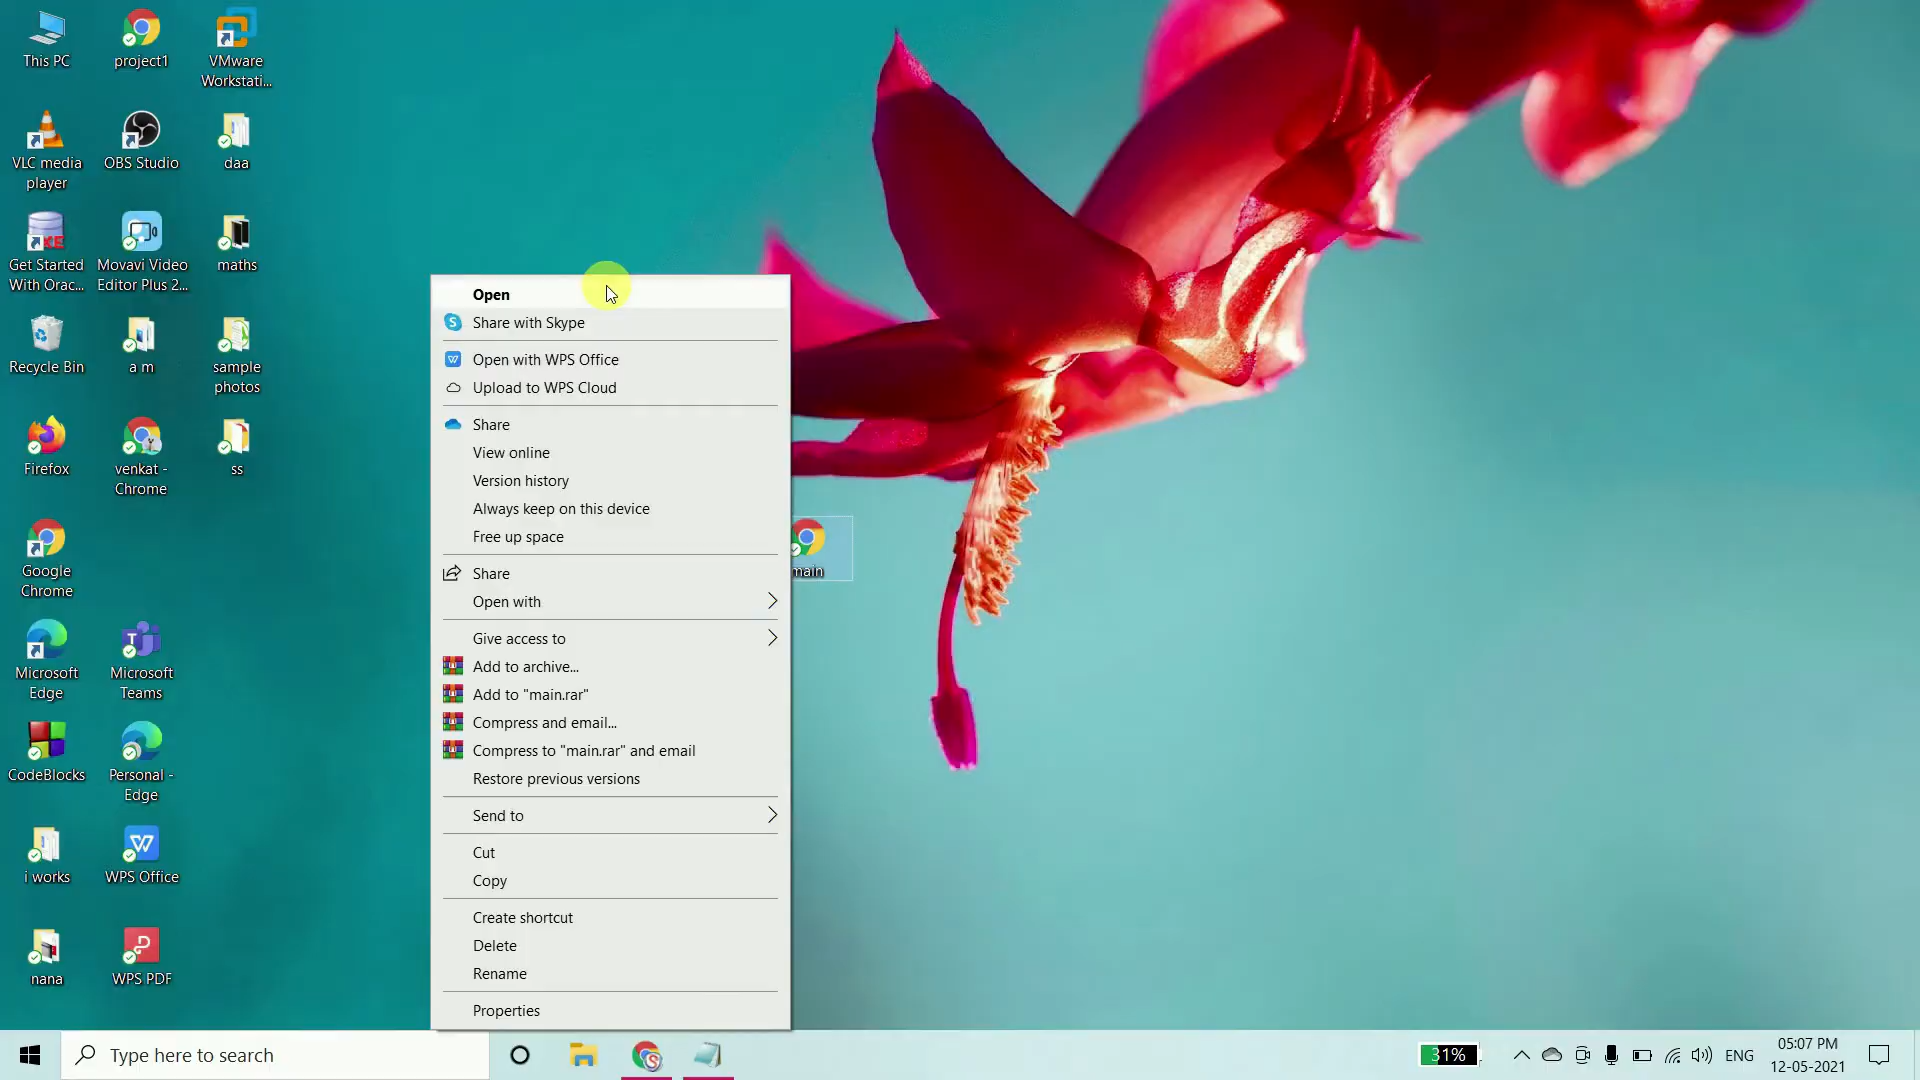 This PC
project1
VMware
Workstati...
VLC media
player
OBS Studio
daa
Get Started
With Orac...
Movavi Video
Editor Plus 2...
maths
Recycle Bin
a m
sample
photos
Firefox
venkat -
Chrome
ss
Google
Chrome
Microsoft
Edge
Microsoft
Teams
CodeBlocks
Personal -
Edge
i works
WPS Office
nana
WPS PDF
Open
Share with Skype
Open with WPS Office
Upload to WPS Cloud
Share
View online
Version history
Always keep on this device
Free up space
Share
Open with
Give access to
Add to archive...
Add to "main.rar"
Compress and email...
Compress to "main.rar" and email
Restore previous versions
Send to
Cut
Copy
Create shortcut
Delete
Rename
Properties
main
Type here to search
31%
ENG
05:07 PM
12-05-2021